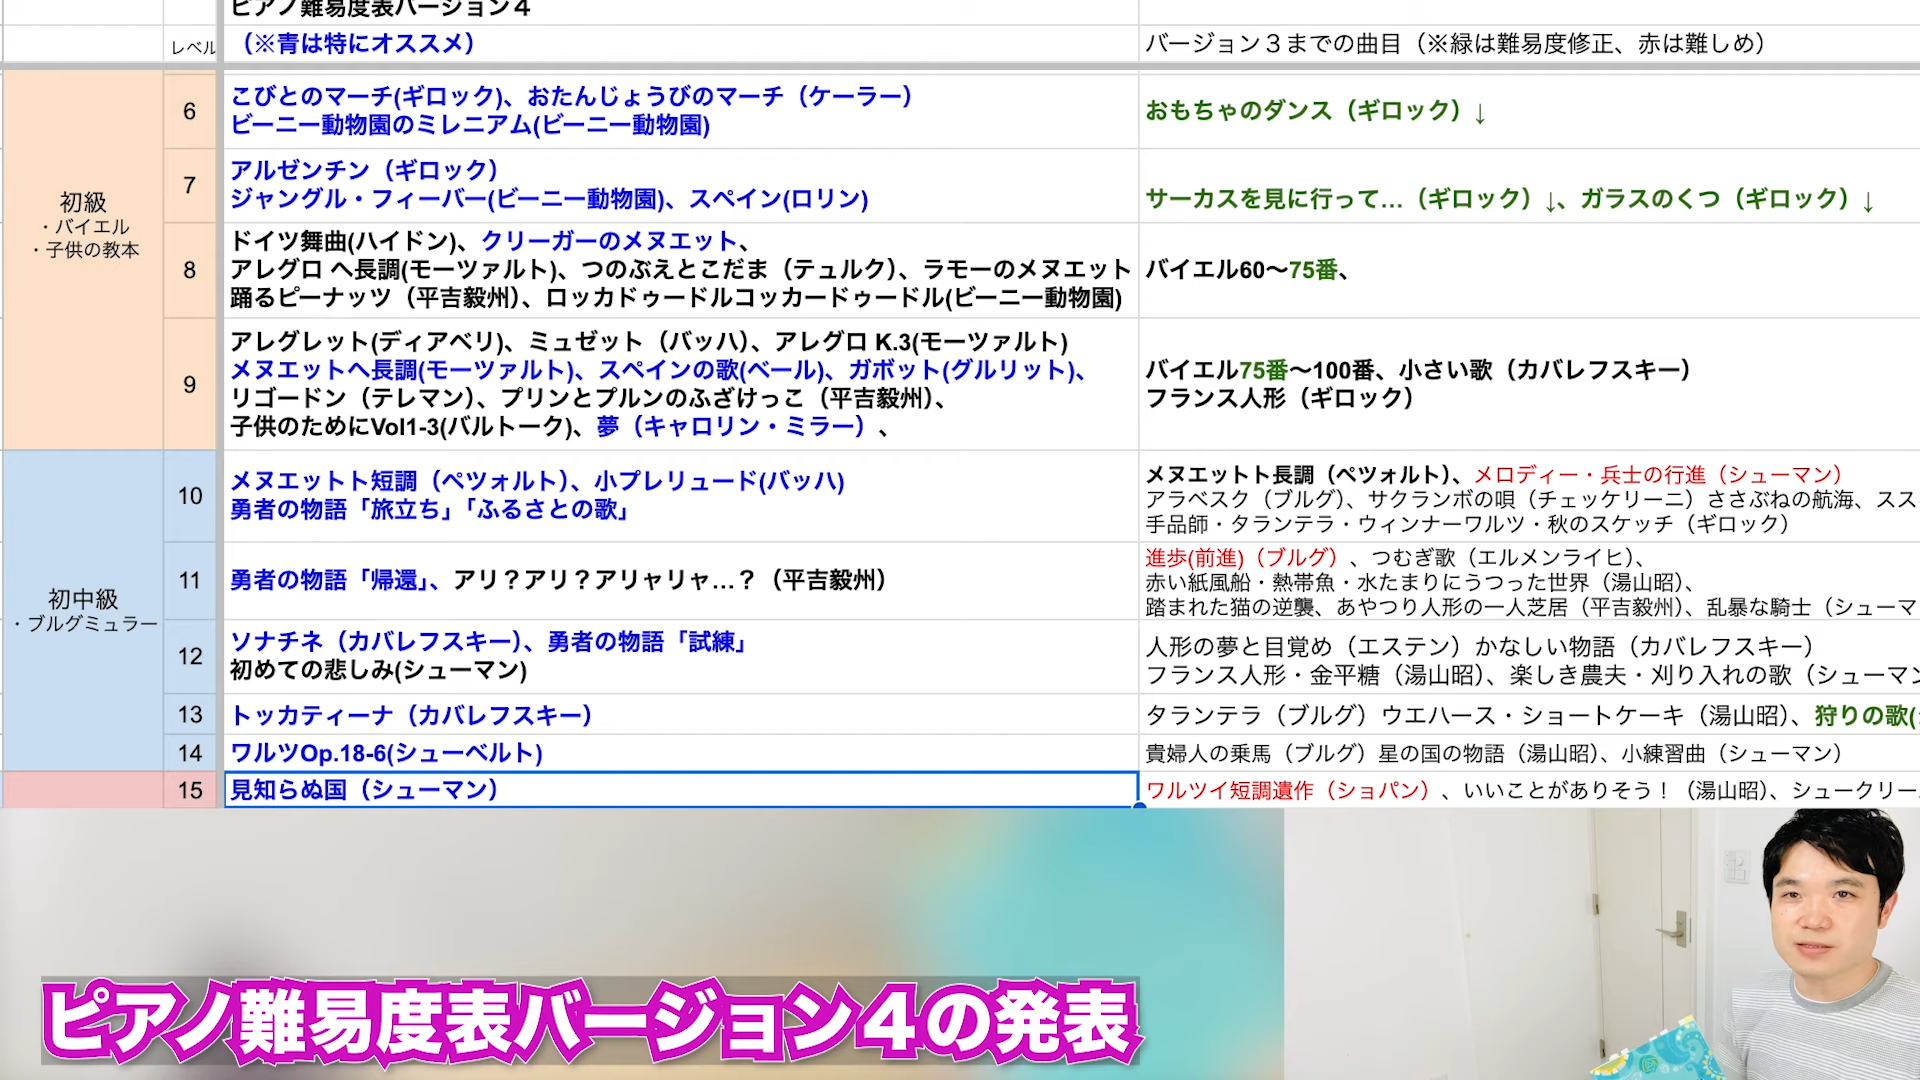 ピアノ難易度表バージョン４
レベル
（※青は特にオススメ）
バージョン３までの曲目（※緑は難易度修正、赤は難しめ）
初級
・バイエル
・子供の教本
6
こびとのマーチ(ギロック)、おたんじょうびのマーチ（ケーラー）
ビーニー動物園のミレニアム(ビーニー動物園)
おもちゃのダンス（ギロック）↓
7
アルゼンチン（ギロック）
ジャングル・フィーバー(ビーニー動物園)、スペイン(ロリン)
サーカスを見に行って…（ギロック）↓、ガラスのくつ（ギロック）↓
8
ドイツ舞曲(ハイドン)、クリーガーのメヌエット、
アレグロ ヘ長調(モーツァルト)、つのぶえとこだま（テュルク）、ラモーのメヌエット
踊るピーナッツ（平吉毅州）、ロッカドゥードルコッカードゥードル(ビーニー動物園)
バイエル60〜75番、
9
アレグレット(ディアベリ)、ミュゼット（バッハ）、アレグロ K.3(モーツァルト)
メヌエットヘ長調(モーツァルト)、スペインの歌(ベール)、ガボット(グルリット)、
リゴードン（テレマン）、プリンとプルンのふざけっこ（平吉毅州）、
子供のためにVol1-3(バルトーク)、夢（キャロリン・ミラー）、
バイエル75番〜100番、小さい歌（カバレフスキー）
フランス人形（ギロック）
初中級
・ブルグミュラー
10
メヌエットト短調（ペツォルト）、小プレリュード(バッハ)
勇者の物語「旅立ち」「ふるさとの歌」
メヌエットト長調（ペツォルト）、メロディー・兵士の行進（シューマン）
アラベスク（ブルグ）、サクランボの唄（チェッケリーニ）ささぶねの航海、スス
手品師・タランテラ・ウィンナーワルツ・秋のスケッチ（ギロック）
11
勇者の物語「帰還」、アリ？アリ？アリャリャ…？（平吉毅州）
進歩(前進)（ブルグ）、つむぎ歌（エルメンライヒ）、
赤い紙風船・熱帯魚・水たまりにうつった世界（湯山昭）、
踏まれた猫の逆襲、あやつり人形の一人芝居（平吉毅州）、乱暴な騎士（シューマ
12
ソナチネ（カバレフスキー）、勇者の物語「試練」
初めての悲しみ(シューマン)
人形の夢と目覚め（エステン）かなしい物語（カバレフスキー）
フランス人形・金平糖（湯山昭）、楽しき農夫・刈り入れの歌（シューマン
13
トッカティーナ（カバレフスキー）
タランテラ（ブルグ）ウエハース・ショートケーキ（湯山昭）、狩りの歌(
14
ワルツOp.18-6(シューベルト)
貴婦人の乗馬（ブルグ）星の国の物語（湯山昭）、小練習曲（シューマン）
15
見知らぬ国（シューマン）
ワルツイ短調遺作（ショパン）、いいことがありそう！（湯山昭）、シュークリー
ピアノ難易度表バージョン４の発表